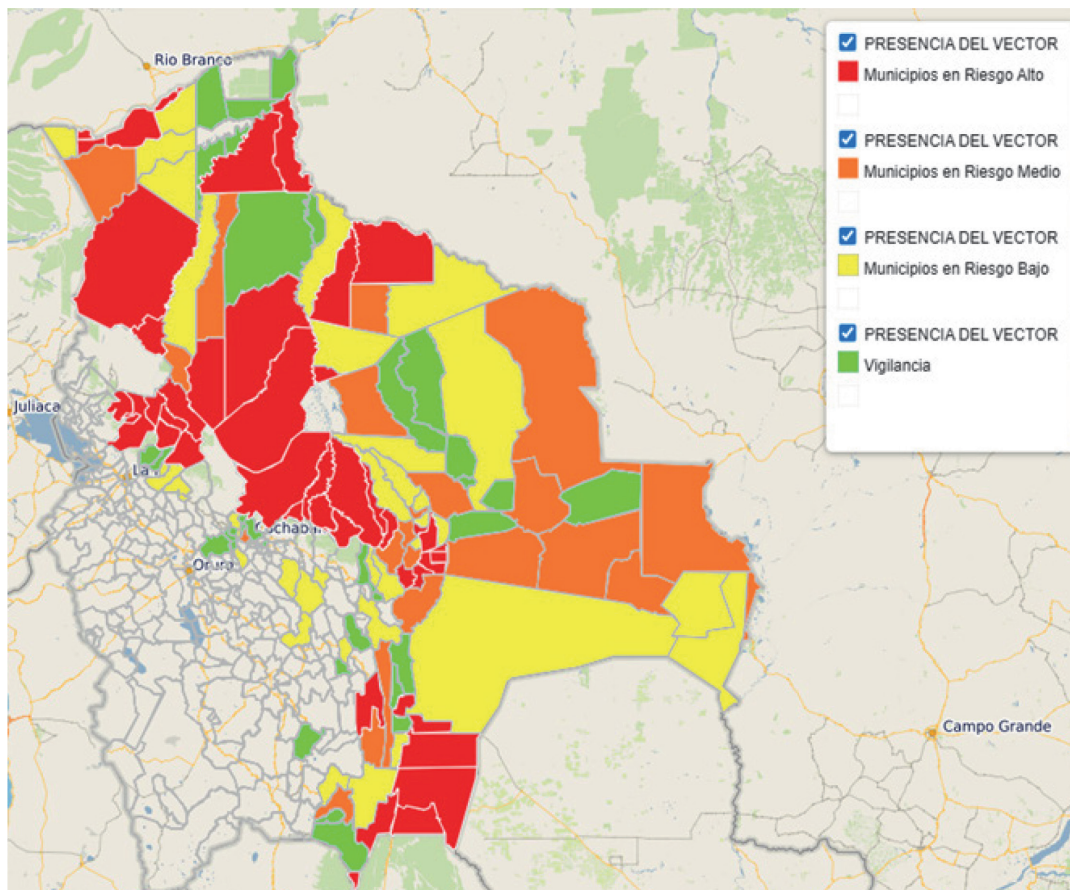 Rio Branco
PRESENCIA DEL VECTOR
Municipios en Riesgo Alto
PRESENCIA DEL VECTOR
Municipios en Riesgo Medio
PRESENCIA DEL VECTOR
Municipios en Riesgo Bajo
PRESENCIA DEL VECTOR
Vigilancia
Juliaca
Oruro
Campo Grande